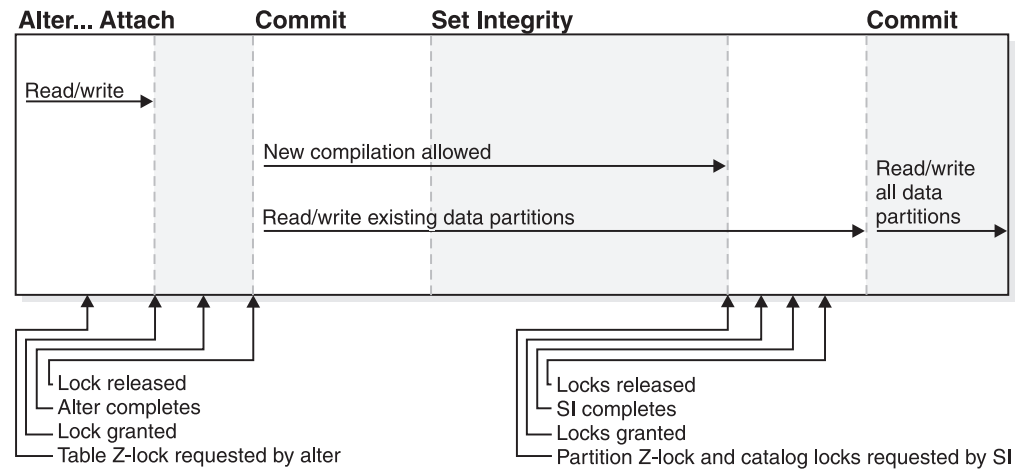 Alter... Attach Commit Set Integrity Commit
Read/write
New compilation allowed
Read/write existing data partitions
Read/write
all data
partitions
Lock released
Alter completes
Lock granted
Table Z-lock requested by alter
Locks released
SI completes
Locks granted
Partition Z-lock and catalog locks requested by SI